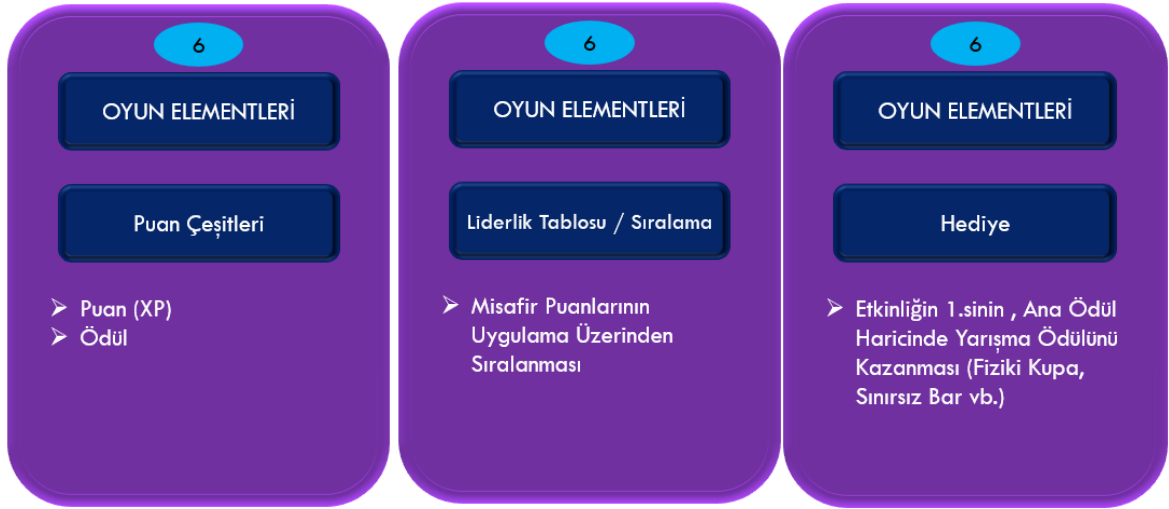 6
OYUN ELEMENTLERİ
Puan Çeşitleri
➤ Puan (XP)
➤ Ödül
6
OYUN ELEMENTLERİ
Liderlik Tablosu / Sıralama
➤ Misafir Puanlarının
Uygulama Üzerinden
Sıralanması
6
OYUN ELEMENTLERİ
Hediye
➤ Etkinliğin 1.sinin , Ana Ödül
Haricinde Yarışma Ödülünü
Kazanması (Fiziki Kupa,
Sınırsız Bar vb.)